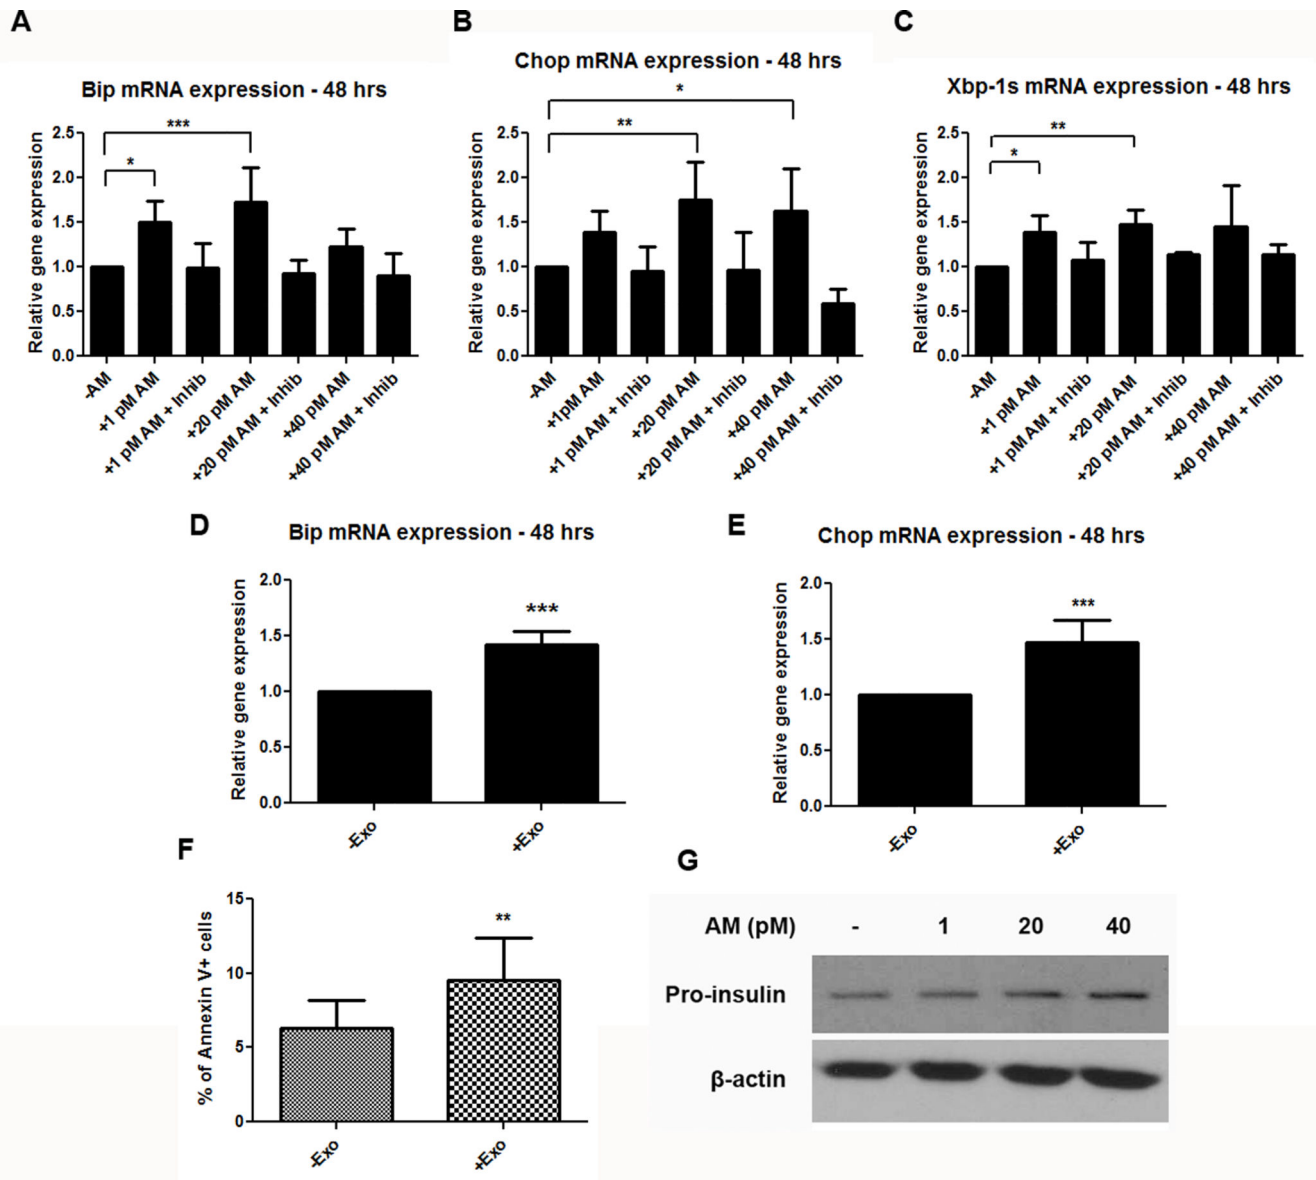 A
Bip mRNA expression - 48 hrs
***
*
Relative gene expression
2.5
2.0
1.5
1.0
0.5
0.0
-AM
+1 pM AM
+1 pM AM + Inhib
+20 pM AM
+20 pM AM + Inhib
+40 pM AM
+40 pM AM + Inhib
B
Chop mRNA expression - 48 hrs
*
**
Relative gene expression
2.5
2.0
1.5
1.0
0.5
0.0
-AM
+1pM AM
+1 pM AM + Inhib
+20 pM AM
+20 pM AM + Inhib
+40 pM AM
+40 pM AM + Inhib
C
Xbp-1s mRNA expression - 48 hrs
**
*
Relative gene expression
2.5
2.0
1.5
1.0
0.5
0.0
-AM
+1 pM AM
+1 pM AM + Inhib
+20 pM AM
+20 pM AM + Inhib
+40 pM AM
+40 pM AM + Inhib
D
Bip mRNA expression - 48 hrs
***
Relative gene expression
2.0
1.5
1.0
0.5
0.0
-Exo
+Exo
E
Chop mRNA expression - 48 hrs
***
Relative gene expression
2.0
1.5
1.0
0.5
0.0
-Exo
+Exo
F
**
% of Annexin V+ cells
15
10
5
0
-Exo
+Exo
G
AM (pM) - 1 20 40
Pro-insulin
β-actin